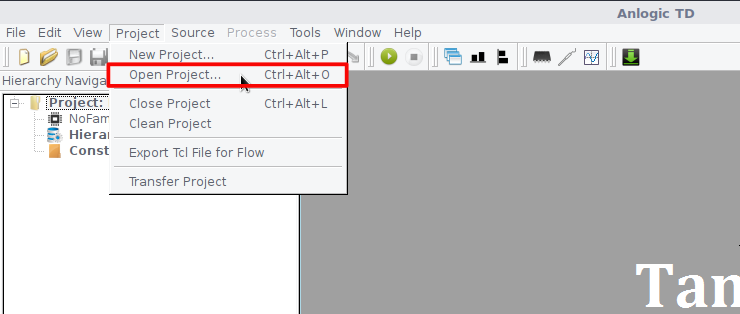 Anlogic TD
File Edit View Project Source Process Tools Window Help
New Project... Ctrl+Alt+P
Open Project... Ctrl+Alt+O
Close Project Ctrl+Alt+L
Clean Project
Export Tcl File for Flow
Transfer Project
Hierarchy Naviga
Project:
NoFam
Hierar
Const
Tan